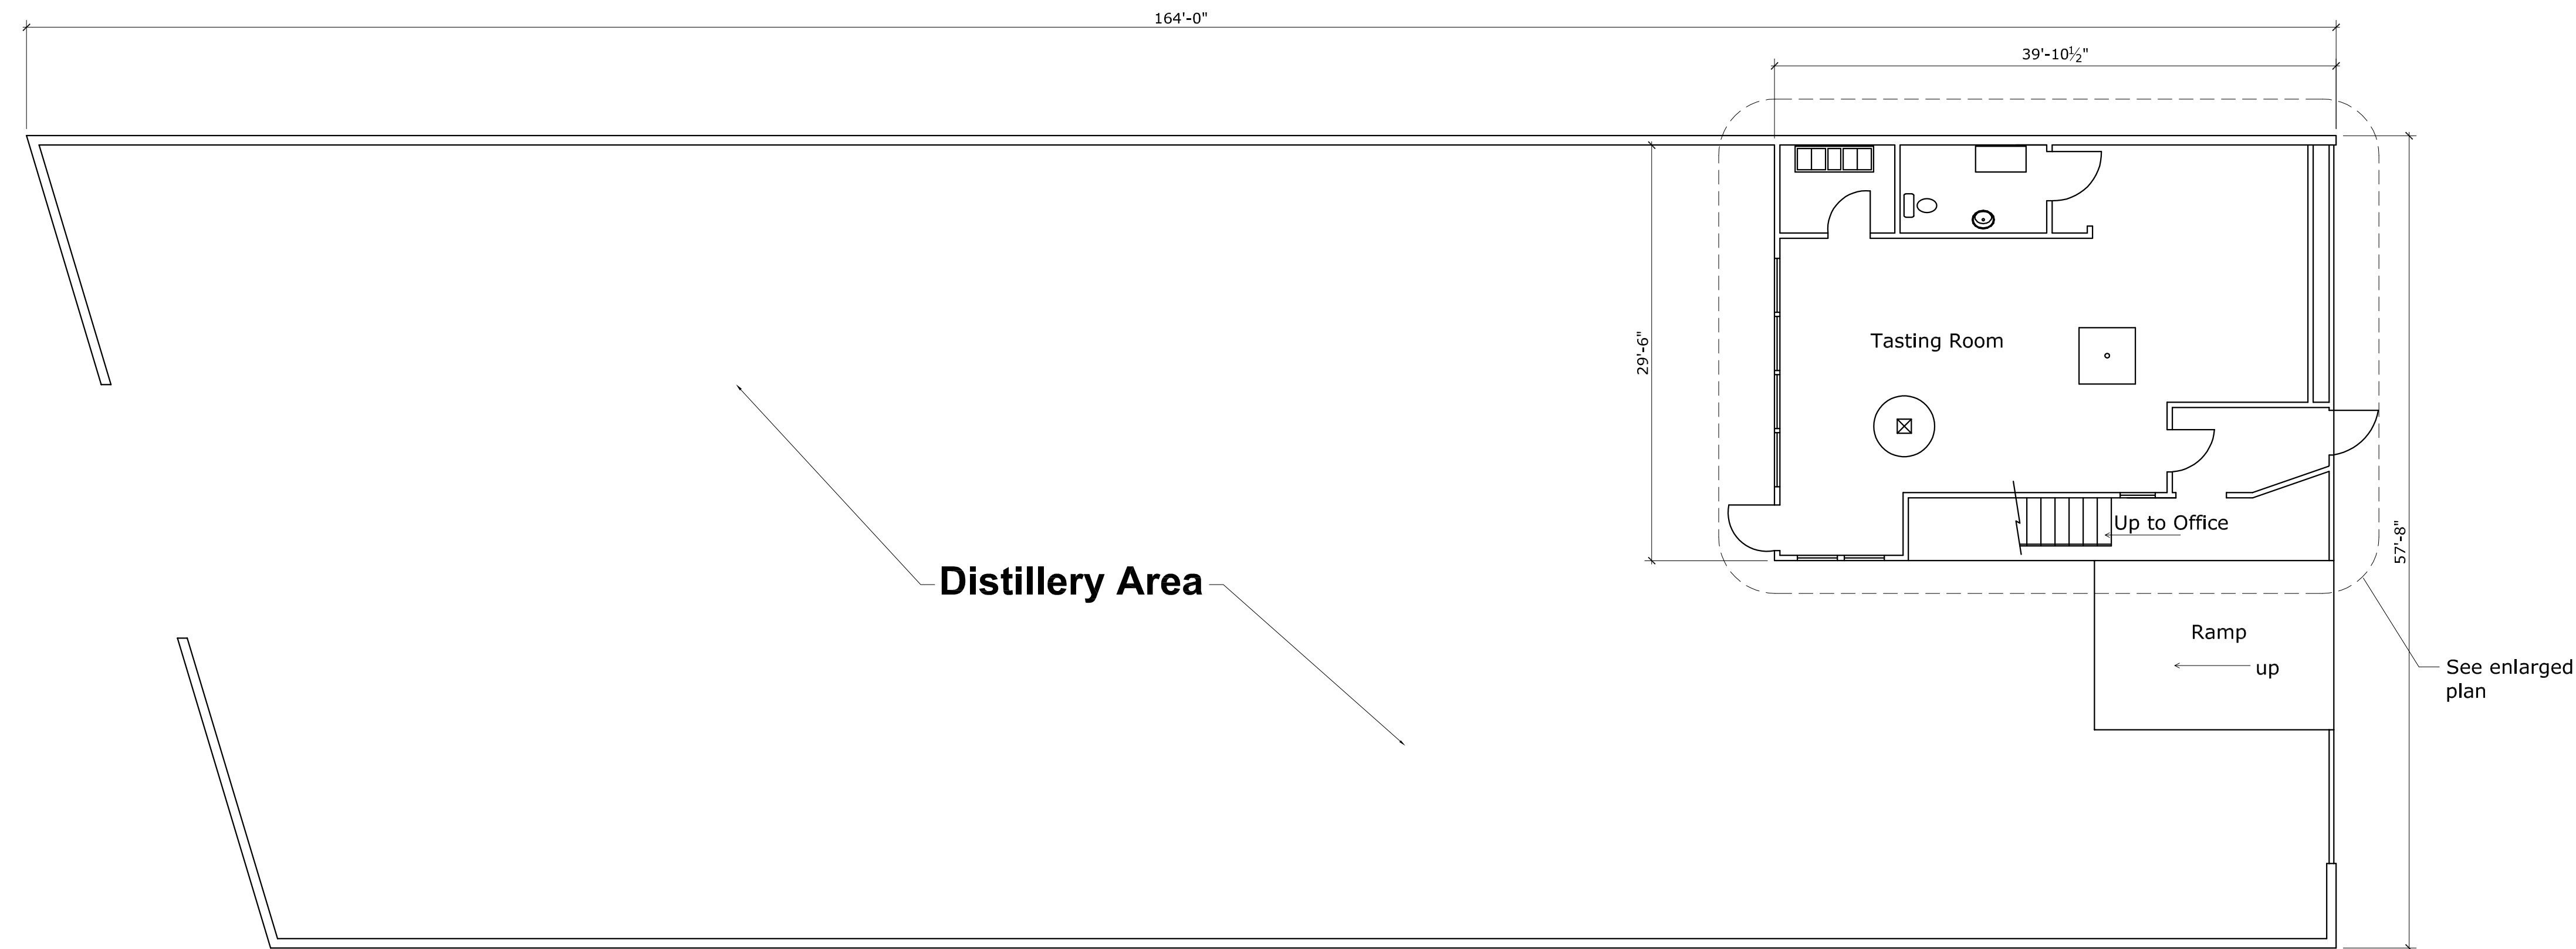 164'-0"
39'-10½"
29'-6"
Tasting Room
Up to Office
57'-8"
Distillery Area
Ramp
up
See enlarged
plan